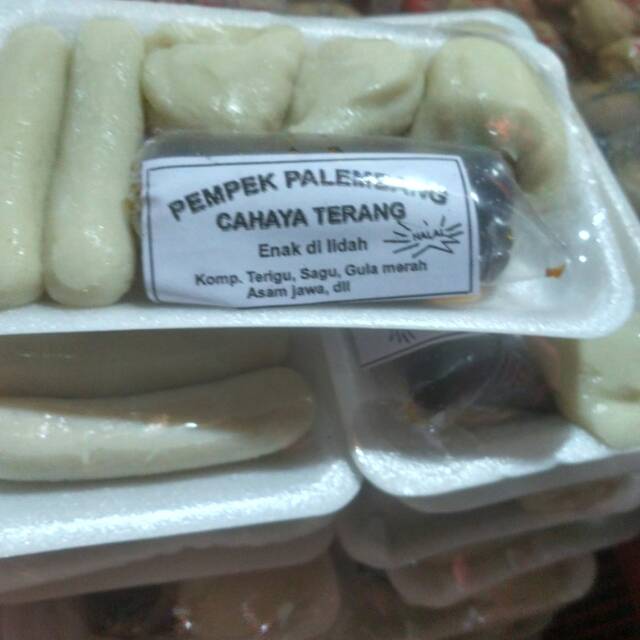 PEMPEK PALEMBANG
CAHAYA TERANG
Enak di lidah
HALAL
Komp. Terigu, Sagu, Gula merah
Asam jawa, dll